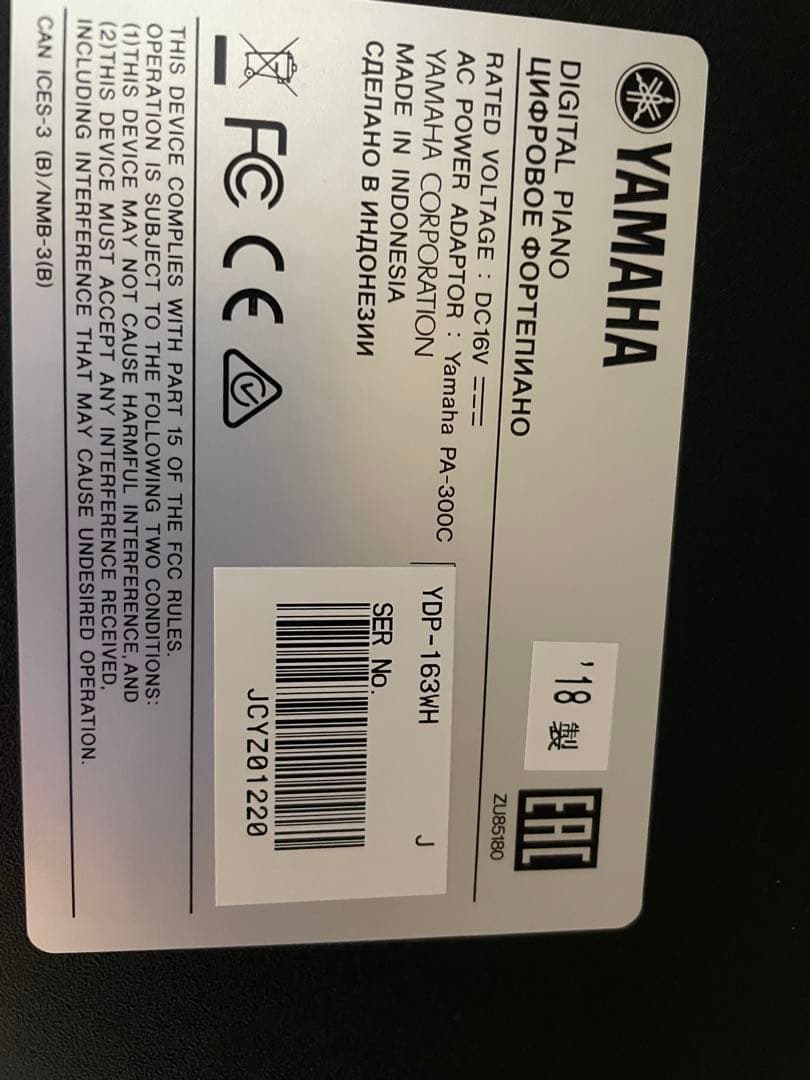 YAMAHA
DIGITAL PIANO
ЦИФРОВОЕ ФОРТЕПИАНО
'18 製
EAC
ZU85180
RATED VOLTAGE : DC16V
AC POWER ADAPTOR : Yamaha PA-300C
YAMAHA CORPORATION
MADE IN INDONESIA
СДЕЛАНО В ИНДОНЕЗИИ
YDP-163WH J
SER No.
JCYZ01220
FC CE
THIS DEVICE COMPLIES WITH PART 15 OF THE FCC RULES.
OPERATION IS SUBJECT TO THE FOLLOWING TWO CONDITIONS:
(1)THIS DEVICE MAY NOT CAUSE HARMFUL INTERFERENCE, AND
(2)THIS DEVICE MUST ACCEPT ANY INTERFERENCE RECEIVED,
INCLUDING INTERFERENCE THAT MAY CAUSE UNDESIRED OPERATION.
CAN ICES-3 (B)/NMB-3(B)